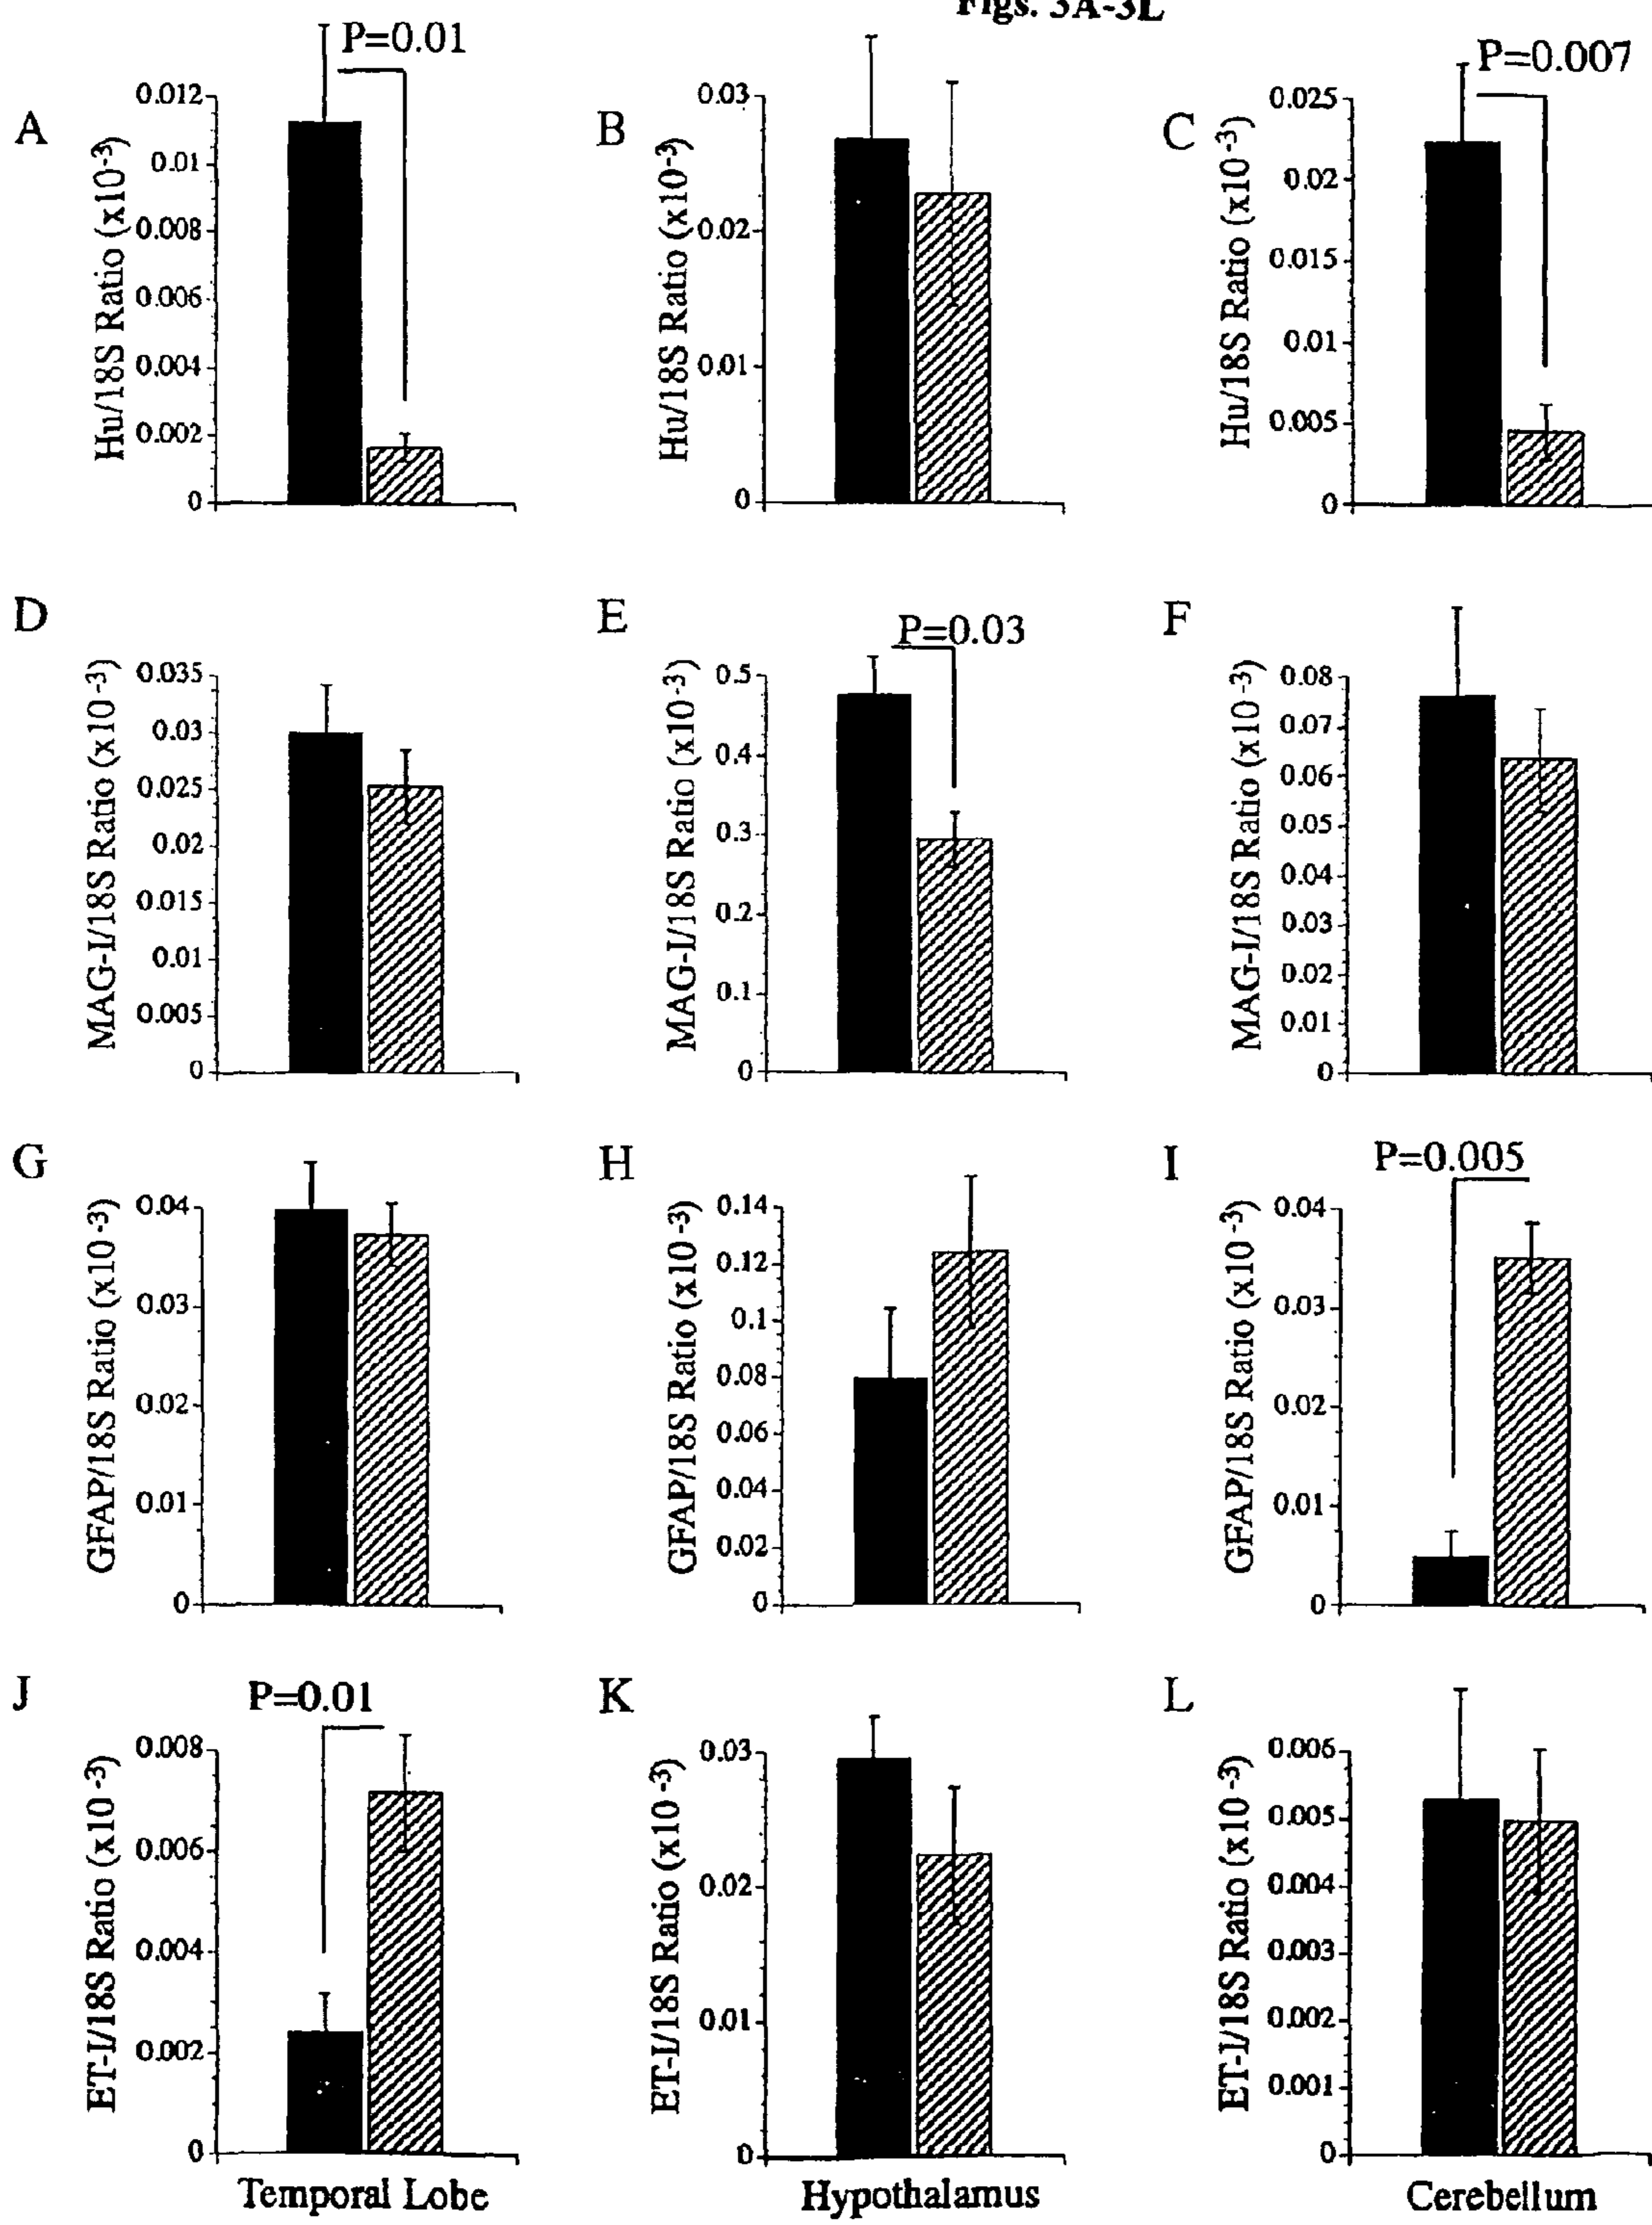 Figs. 3A-3L
A
P=0.01
Hu/18S Ratio (x10-3)
0.012
0.01
0.008
0.006
0.004
0.002
0
B
Hu/18S Ratio (x10-3)
0.03
0.02
0.01
0
C
P=0.007
Hu/18S Ratio (x10-3)
0.025
0.02
0.015
0.01
0.005
0
D
MAG-I/18S Ratio (x10-3)
0.035
0.03
0.025
0.02
0.015
0.01
0.005
0
E
P=0.03
MAG-I/18S Ratio (x10-3)
0.5
0.4
0.3
0.2
0.1
0
F
MAG-I/18S Ratio (x10-3)
0.08
0.07
0.06
0.05
0.04
0.03
0.02
0.01
0
G
GFAP/18S Ratio (x10-3)
0.04
0.03
0.02
0.01
0
H
GFAP/18S Ratio (x10-3)
0.14
0.12
0.1
0.08
0.06
0.04
0.02
0
I
P=0.005
GFAP/18S Ratio (x10-3)
0.04
0.03
0.02
0.01
0
J
P=0.01
ET-I/18S Ratio (x10-3)
0.008
0.006
0.004
0.002
0
Temporal Lobe
K
ET-I/18S Ratio (x10-3)
0.03
0.02
0.01
0
Hypothalamus
L
ET-I/18S Ratio (x10-3)
0.006
0.005
0.004
0.003
0.002
0.001
0
Cerebellum